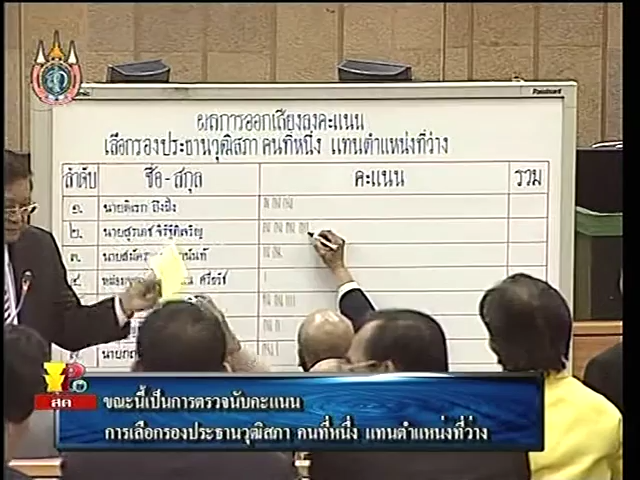 ผลการออกเสียงลงคะแนน
เลือกรองประธานวุฒิสภา คนที่หนึ่ง แทนตำแหน่งที่ว่าง
ลำดับ ชื่อ-สกุล คะแนน รวม
๑. นายดิเรก ถึงฝั่ง
๒. นายสุรเดช จิรัฐิติเจริญ
๓.
๔.
สด ขณะนี้เป็นการตรวจนับคะแนน
การเลือกรองประธานวุฒิสภา คนที่หนึ่ง แทนตำแหน่งที่ว่าง